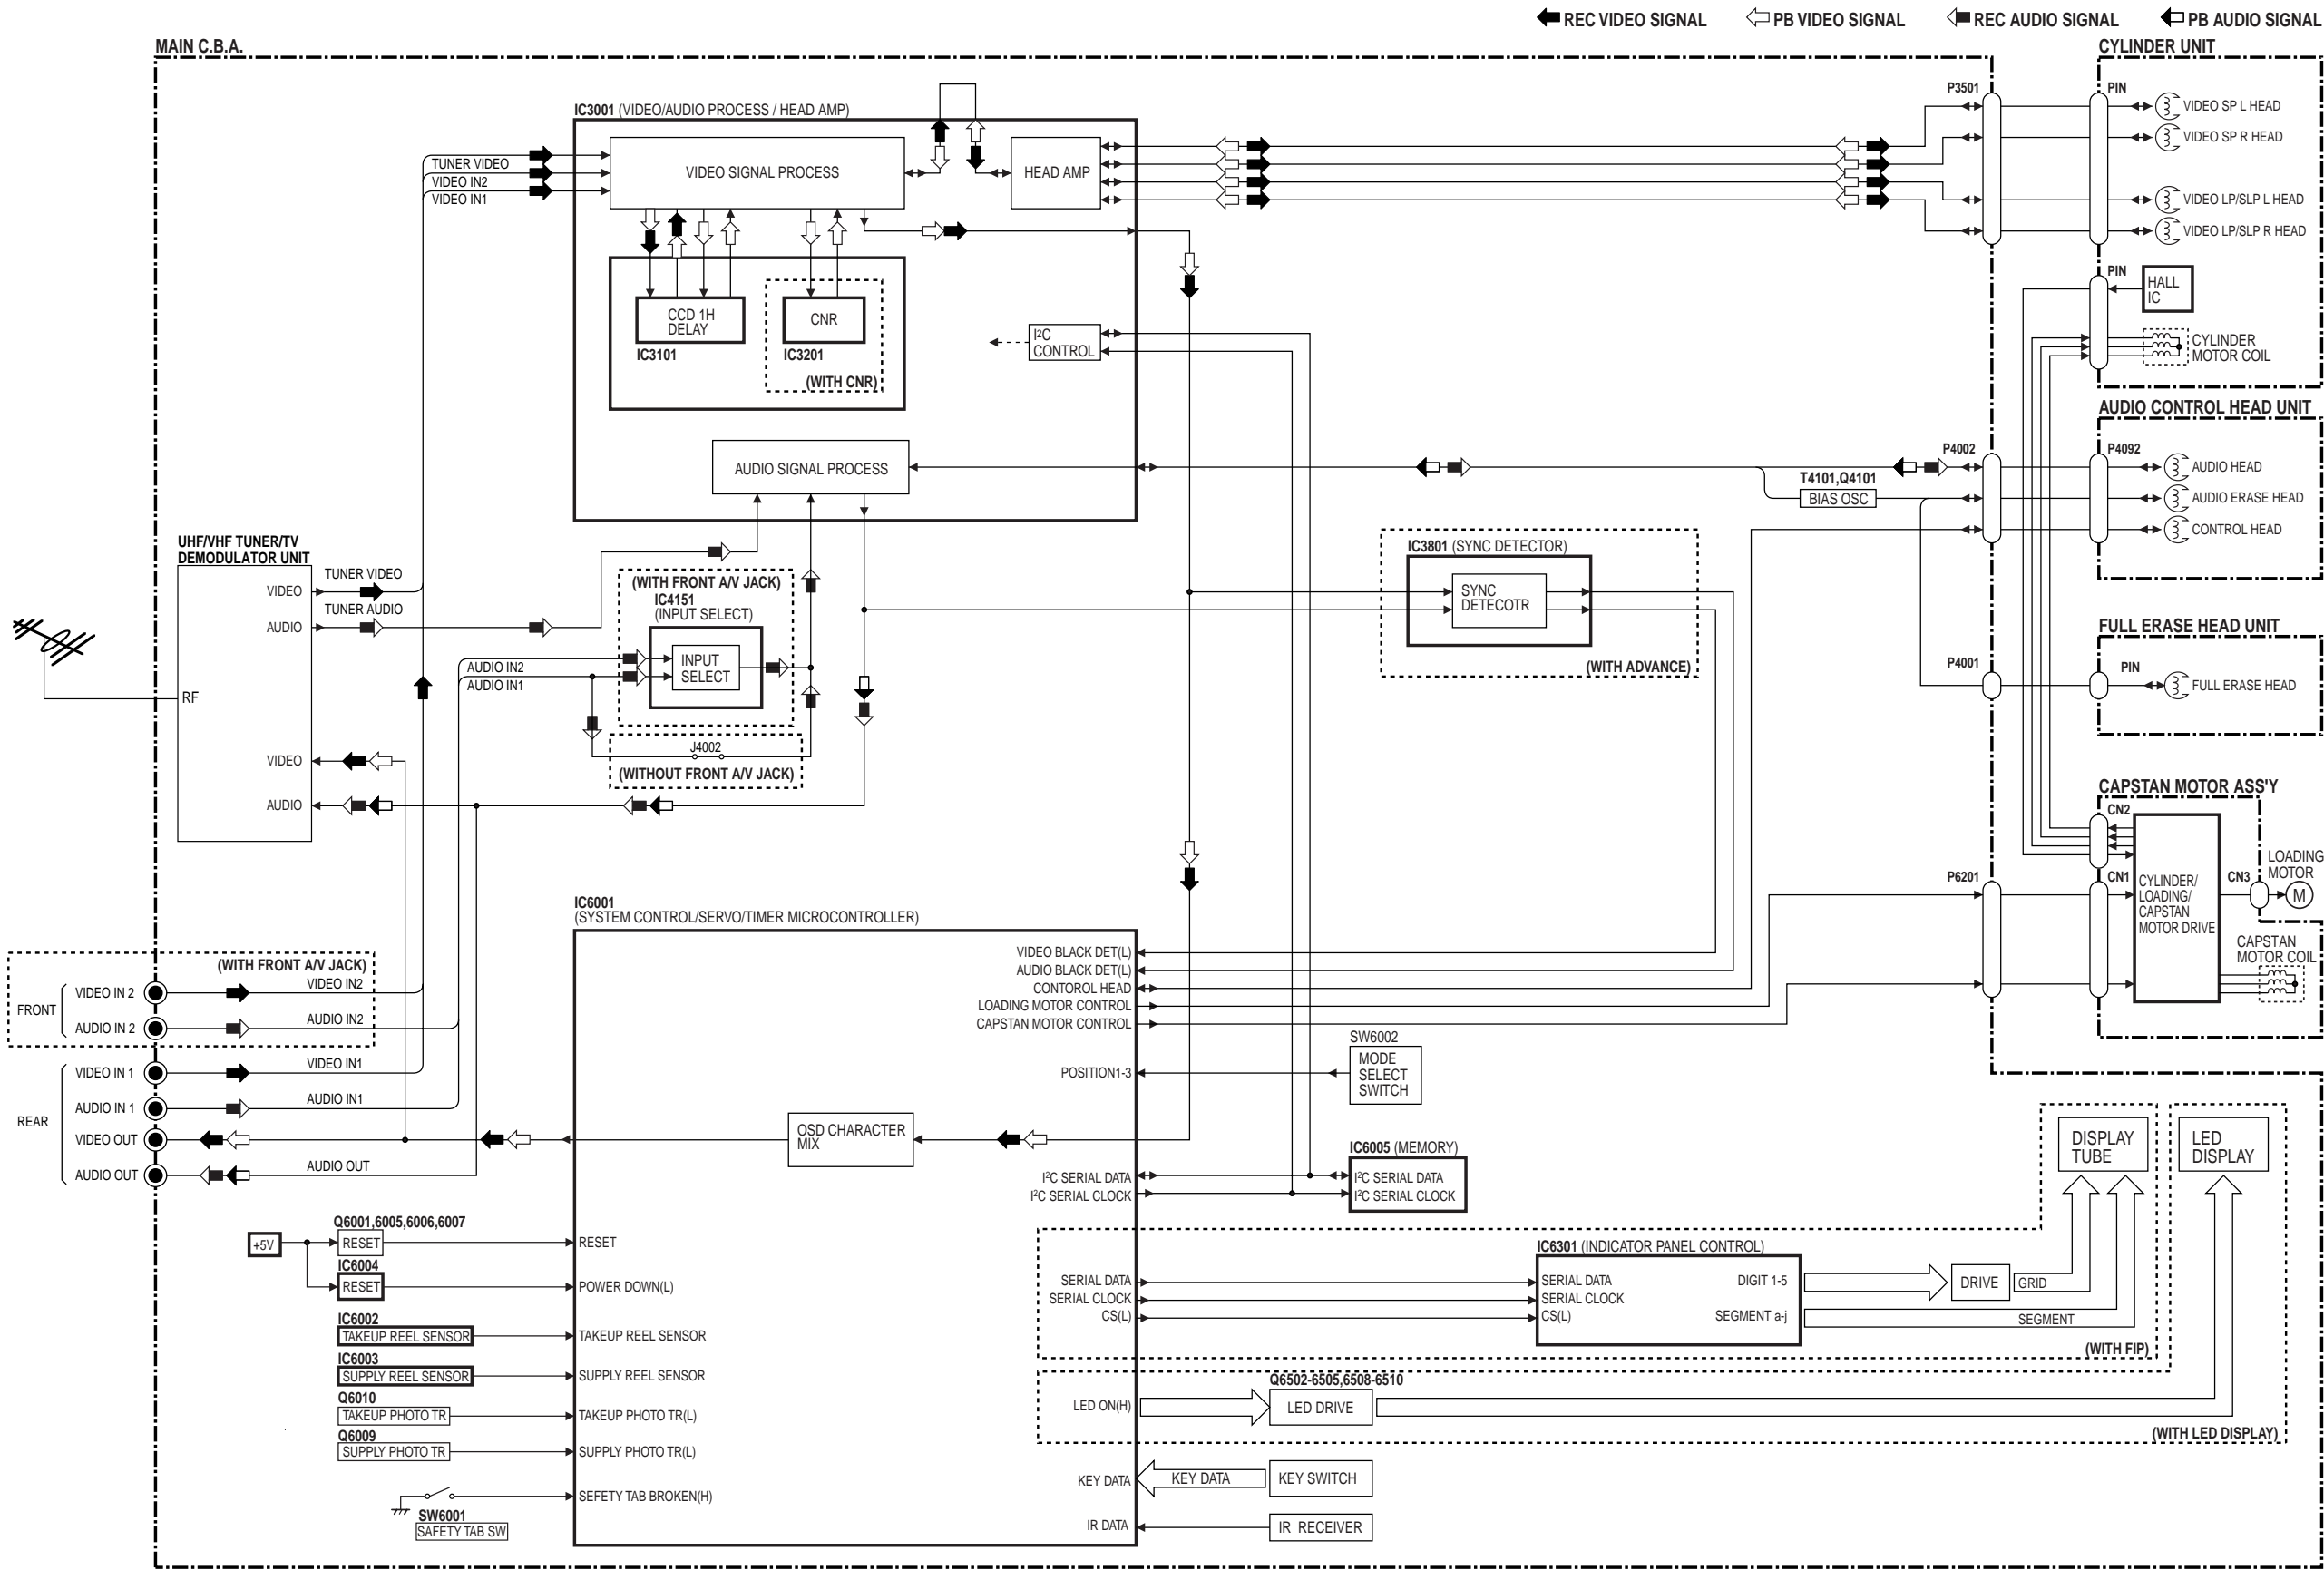 REC VIDEO SIGNAL
PB VIDEO SIGNAL
REC AUDIO SIGNAL
PB AUDIO SIGNAL
MAIN C.B.A.
CYLINDER UNIT
IC3001 (VIDEO/AUDIO PROCESS / HEAD AMP)
P3501
PIN
VIDEO SP L HEAD
VIDEO SP R HEAD
VIDEO LP/SLP L HEAD
VIDEO LP/SLP R HEAD
TUNER VIDEO
VIDEO IN2
VIDEO IN1
VIDEO SIGNAL PROCESS
HEAD AMP
PIN
HALL
IC
CYLINDER
MOTOR COIL
CCD 1H
DELAY
IC3101
CNR
IC3201
(WITH CNR)
I²C
CONTROL
AUDIO CONTROL HEAD UNIT
AUDIO SIGNAL PROCESS
P4002
P4092
T4101,Q4101
BIAS OSC
AUDIO HEAD
AUDIO ERASE HEAD
CONTROL HEAD
UHF/VHF TUNER/TV
DEMODULATOR UNIT
VIDEO
TUNER VIDEO
TUNER AUDIO
AUDIO
RF
VIDEO
AUDIO
(WITH FRONT A/V JACK)
IC4151
(INPUT SELECT)
INPUT
SELECT
AUDIO IN2
AUDIO IN1
J4002
(WITHOUT FRONT A/V JACK)
IC3801 (SYNC DETECTOR)
SYNC
DETECOTR
(WITH ADVANCE)
FULL ERASE HEAD UNIT
P4001
PIN
FULL ERASE HEAD
CAPSTAN MOTOR ASS'Y
CN2
P6201
CN1
CYLINDER/
LOADING/
CAPSTAN
MOTOR DRIVE
CN3
LOADING
MOTOR
M
CAPSTAN
MOTOR COIL
IC6001
(SYSTEM CONTROL/SERVO/TIMER MICROCONTROLLER)
VIDEO BLACK DET(L)
AUDIO BLACK DET(L)
CONTOROL HEAD
LOADING MOTOR CONTROL
CAPSTAN MOTOR CONTROL
POSITION1-3
SW6002
MODE
SELECT
SWITCH
(WITH FRONT A/V JACK)
FRONT
VIDEO IN 2
VIDEO IN2
AUDIO IN 2
AUDIO IN2
REAR
VIDEO IN 1
VIDEO IN1
AUDIO IN 1
AUDIO IN1
VIDEO OUT
AUDIO OUT
AUDIO OUT
OSD CHARACTER
MIX
I²C SERIAL DATA
I²C SERIAL CLOCK
IC6005 (MEMORY)
I²C SERIAL DATA
I²C SERIAL CLOCK
DISPLAY
TUBE
LED
DISPLAY
+5V
Q6001,6005,6006,6007
RESET
RESET
IC6004
RESET
POWER DOWN(L)
IC6002
TAKEUP REEL SENSOR
TAKEUP REEL SENSOR
IC6003
SUPPLY REEL SENSOR
SUPPLY REEL SENSOR
Q6010
TAKEUP PHOTO TR
TAKEUP PHOTO TR(L)
Q6009
SUPPLY PHOTO TR
SUPPLY PHOTO TR(L)
SEFETY TAB BROKEN(H)
SW6001
SAFETY TAB SW
SERIAL DATA
SERIAL CLOCK
CS(L)
IC6301 (INDICATOR PANEL CONTROL)
SERIAL DATA
SERIAL CLOCK
CS(L)
DIGIT 1-5
SEGMENT a-j
DRIVE
GRID
SEGMENT
(WITH FIP)
LED ON(H)
Q6502-6505,6508-6510
LED DRIVE
(WITH LED DISPLAY)
KEY DATA
KEY DATA
KEY SWITCH
IR DATA
IR RECEIVER